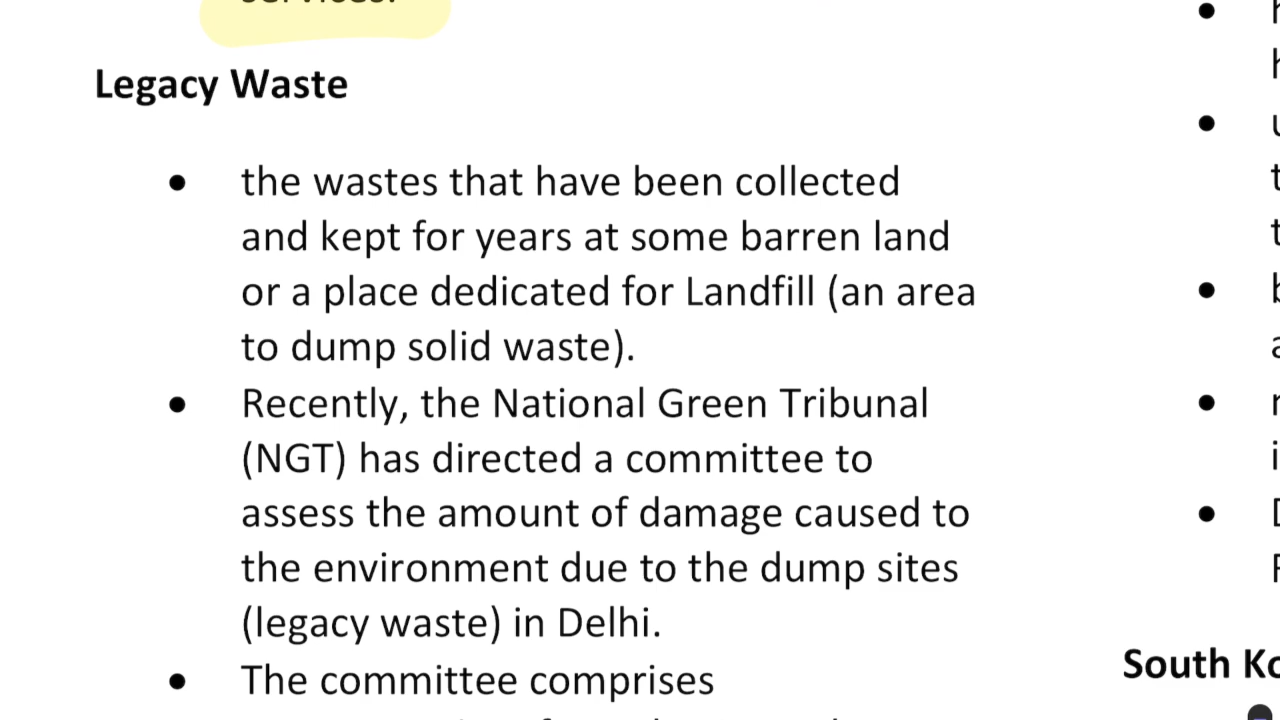 Legacy Waste
• the wastes that have been collected
and kept for years at some barren land
or a place dedicated for Landfill (an area
to dump solid waste).
• Recently, the National Green Tribunal
(NGT) has directed a committee to
assess the amount of damage caused to
the environment due to the dump sites
(legacy waste) in Delhi.
• The committee comprises
South